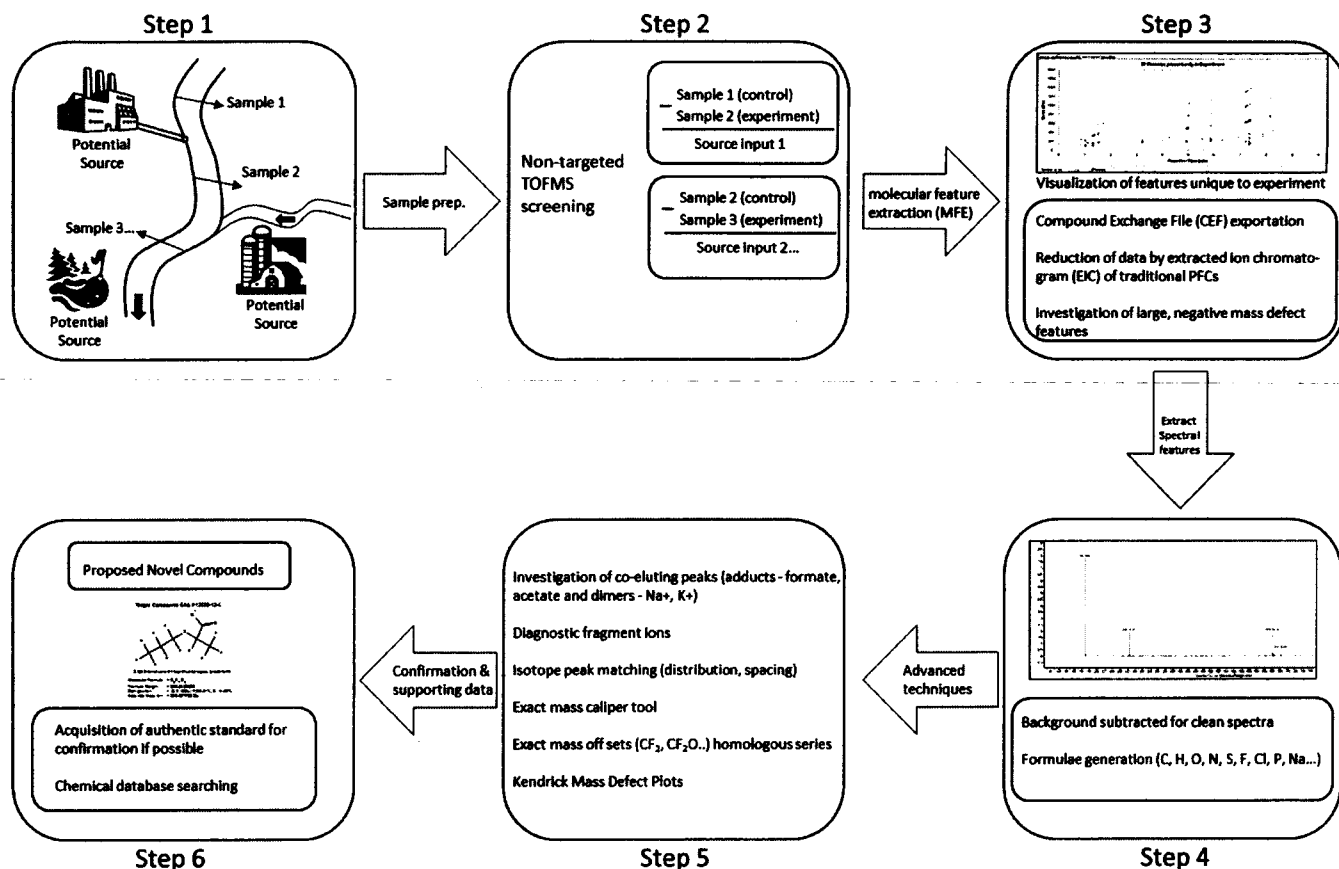 Step 1
Potential
Source
Sample 1
Sample 2
Sample 3...
Potential
Source
Potential
Source
Sample prep.
Step 2
Non-targeted
TOFMS
screening
Sample 1 (control)
— Sample 2 (experiment)
Source input 1
Sample 2 (control)
— Sample 3 (experiment)
Source input 2...
molecular feature
extraction (MFE)
Step 3
Visualization of features unique to experiment
Compound Exchange File (CEF) exportation
Reduction of data by extracted ion chromato-
gram (EIC) of traditional PFCs
Investigation of large, negative mass defect
features
Extract
Spectral
features
Background subtracted for clean spectra
Formulae generation (C, H, O, N, S, F, Cl, P, Na...)
Step 4
Advanced
techniques
Investigation of co-eluting peaks (adducts - formate,
acetate and dimers - Na+, K+)
Diagnostic fragment ions
Isotope peak matching (distribution, spacing)
Exact mass caliper tool
Exact mass off sets (CF₂, CF₂O..) homologous series
Kendrick Mass Defect Plots
Step 5
Confirmation &
supporting data
Proposed Novel Compounds
Acquisition of authentic standard for
confirmation if possible
Chemical database searching
Step 6